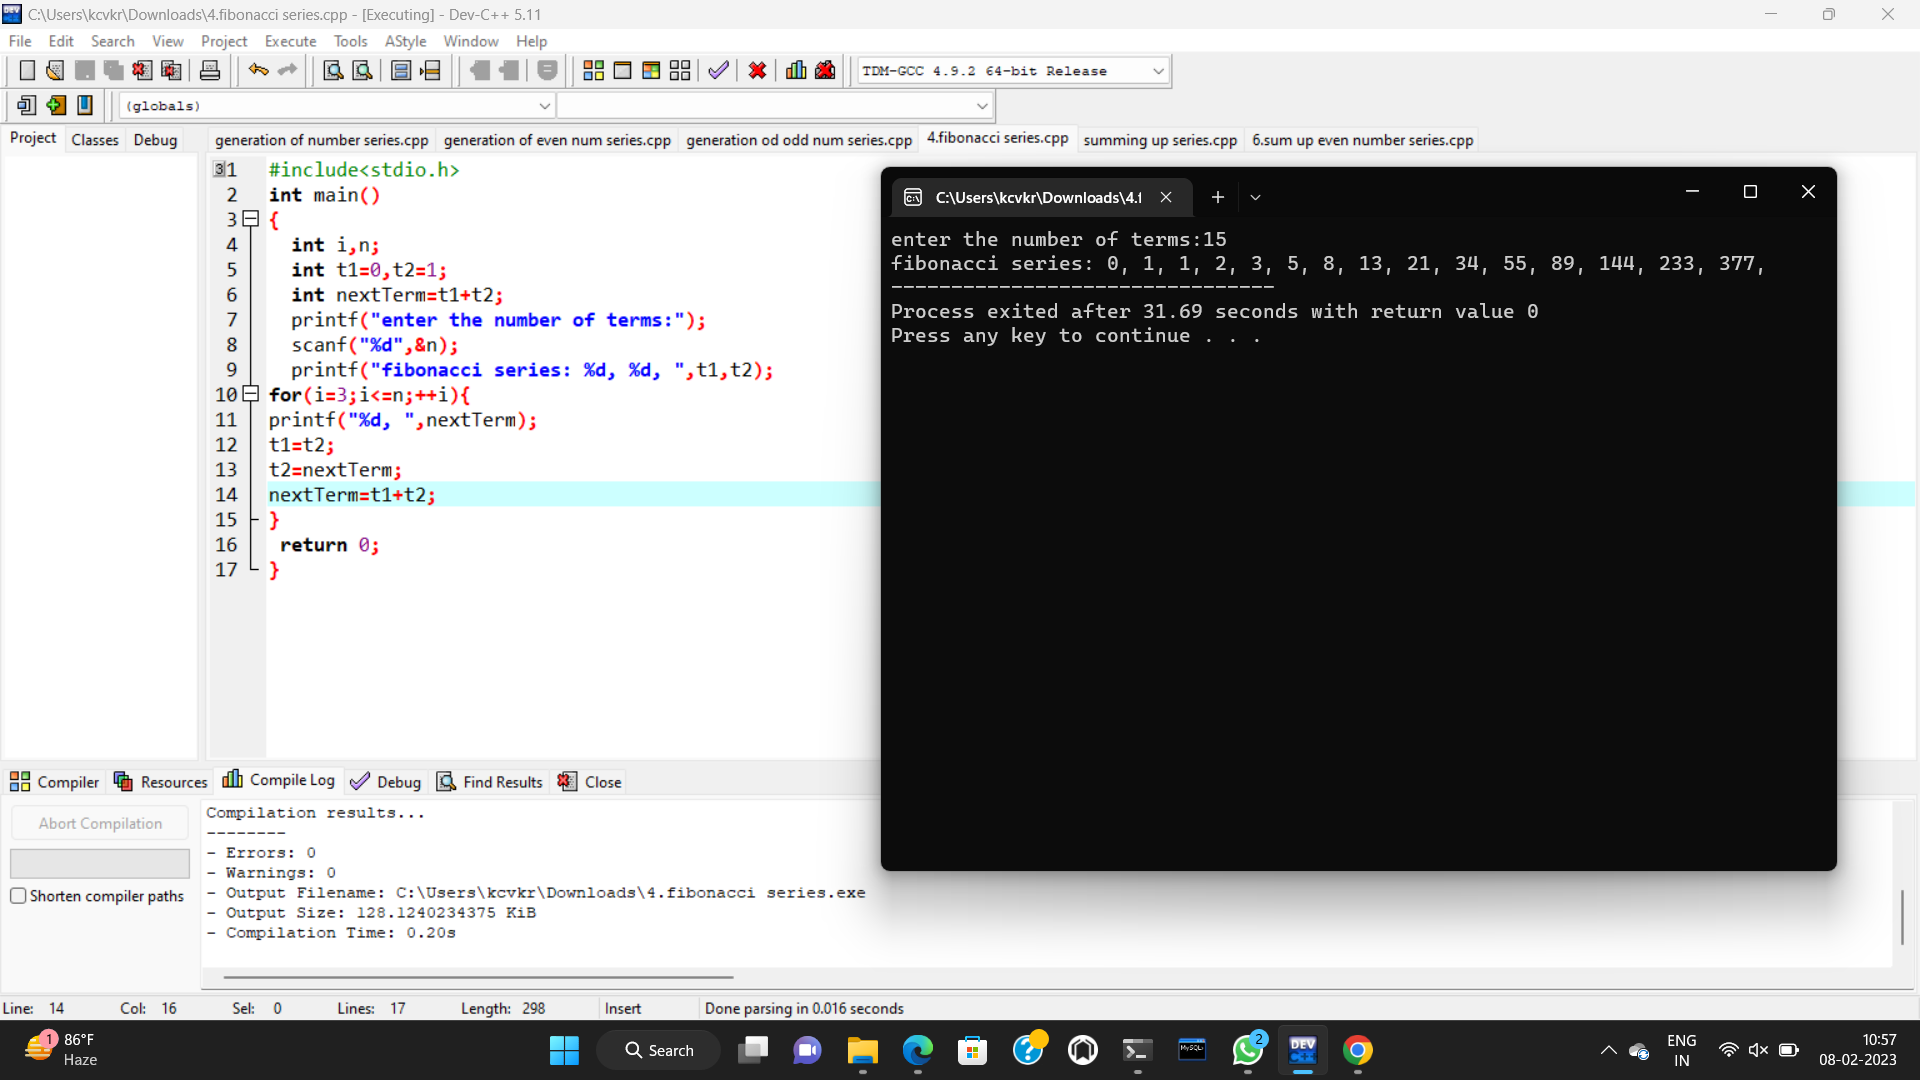 C:\Users\kcvkr\Downloads\4.fibonacci series.cpp - [Executing] - Dev-C++ 5.11
File Edit Search View Project Execute Tools AStyle Window Help
TDM-GCC 4.9.2 64-bit Release
(globals)
Project Classes Debug
generation of number series.cpp generation of even num series.cpp generation od odd num series.cpp 4.fibonacci series.cpp summing up series.cpp 6.sum up even number series.cpp
1 #include<stdio.h>
2 int main()
3 {
4 int i,n;
5 int t1=0,t2=1;
6 int nextTerm=t1+t2;
7 printf("enter the number of terms:");
8 scanf("%d",&n);
9 printf("fibonacci series: %d, %d, ",t1,t2);
10 for(i=3;i<=n;++i){
11 printf("%d, ",nextTerm);
12 t1=t2;
13 t2=nextTerm;
14 nextTerm=t1+t2;
15 }
16 return 0;
17 }
C:\Users\kcvkr\Downloads\4.f
enter the number of terms:15
fibonacci series: 0, 1, 1, 2, 3, 5, 8, 13, 21, 34, 55, 89, 144, 233, 377,
--------------------------------
Process exited after 31.69 seconds with return value 0
Press any key to continue . . .
Compiler Resources Compile Log Debug Find Results Close
Abort Compilation
Shorten compiler paths
Compilation results...
--------
- Errors: 0
- Warnings: 0
- Output Filename: C:\Users\kcvkr\Downloads\4.fibonacci series.exe
- Output Size: 128.1240234375 KiB
- Compilation Time: 0.20s
Line: 14 Col: 16 Sel: 0 Lines: 17 Length: 298 Insert Done parsing in 0.016 seconds
1
86°F
Haze
Search
MySQL
2
DEV
C++
ENG
IN
10:57
08-02-2023